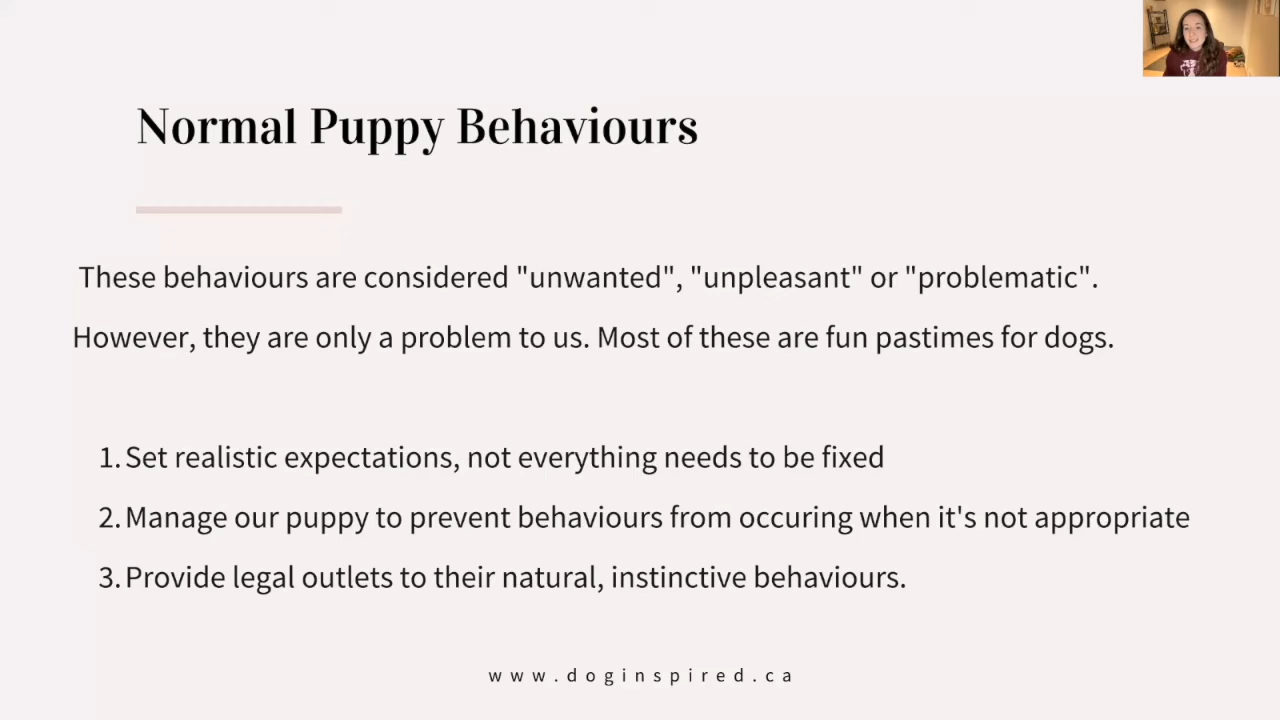 Normal Puppy Behaviours
These behaviours are considered "unwanted", "unpleasant" or "problematic".
However, they are only a problem to us. Most of these are fun pastimes for dogs.
1. Set realistic expectations, not everything needs to be fixed
2. Manage our puppy to prevent behaviours from occuring when it's not appropriate
3. Provide legal outlets to their natural, instinctive behaviours.
www.doginspired.ca